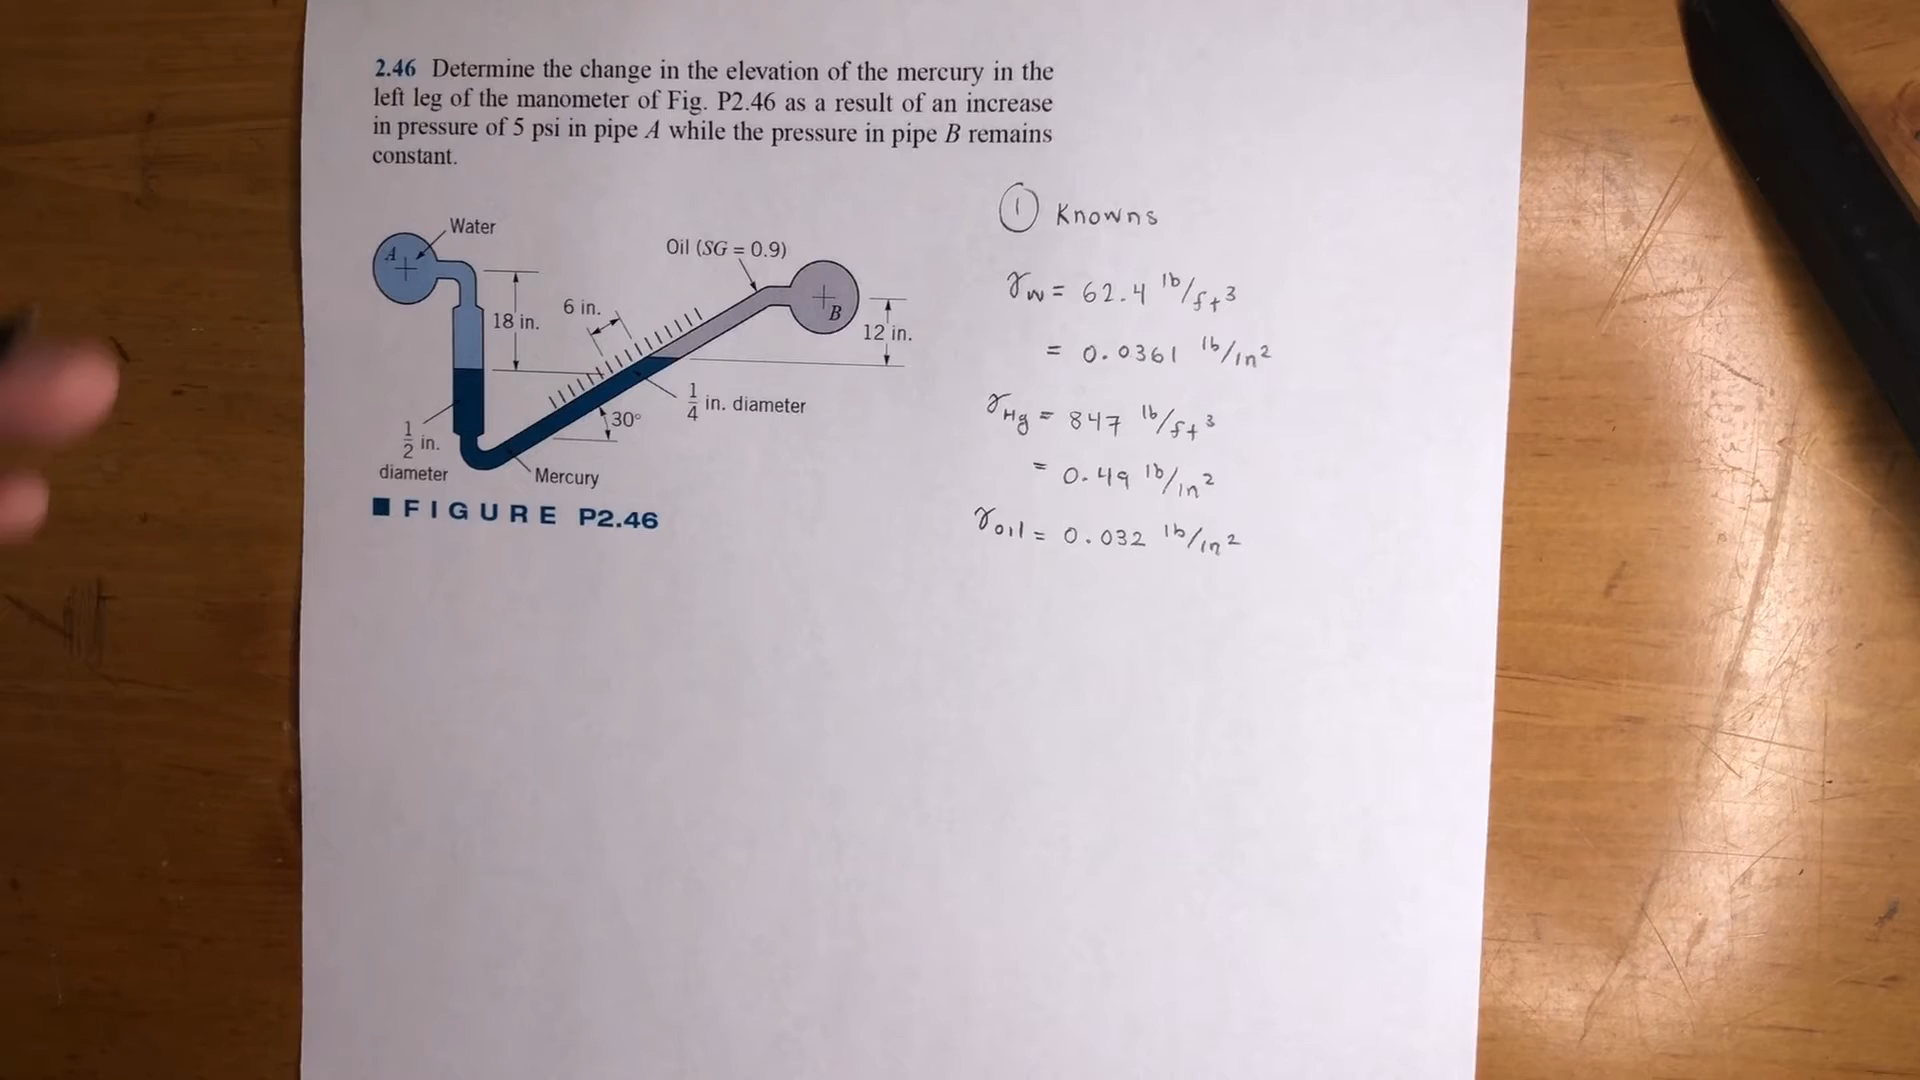 2.46 Determine the change in the elevation of the mercury in the
left leg of the manometer of Fig. P2.46 as a result of an increase
in pressure of 5 psi in pipe A while the pressure in pipe B remains
constant.
Water
A
Oil (SG = 0.9)
6 in.
18 in.
B
12 in.
1/4 in. diameter
30°
1/2 in.
diameter
Mercury
■ FIGURE P2.46
① Knowns
γw = 62.4 lb/ft³
= 0.0361 lb/in²
γHg = 847 lb/ft³
= 0.49 lb/in²
γoil = 0.032 lb/in²